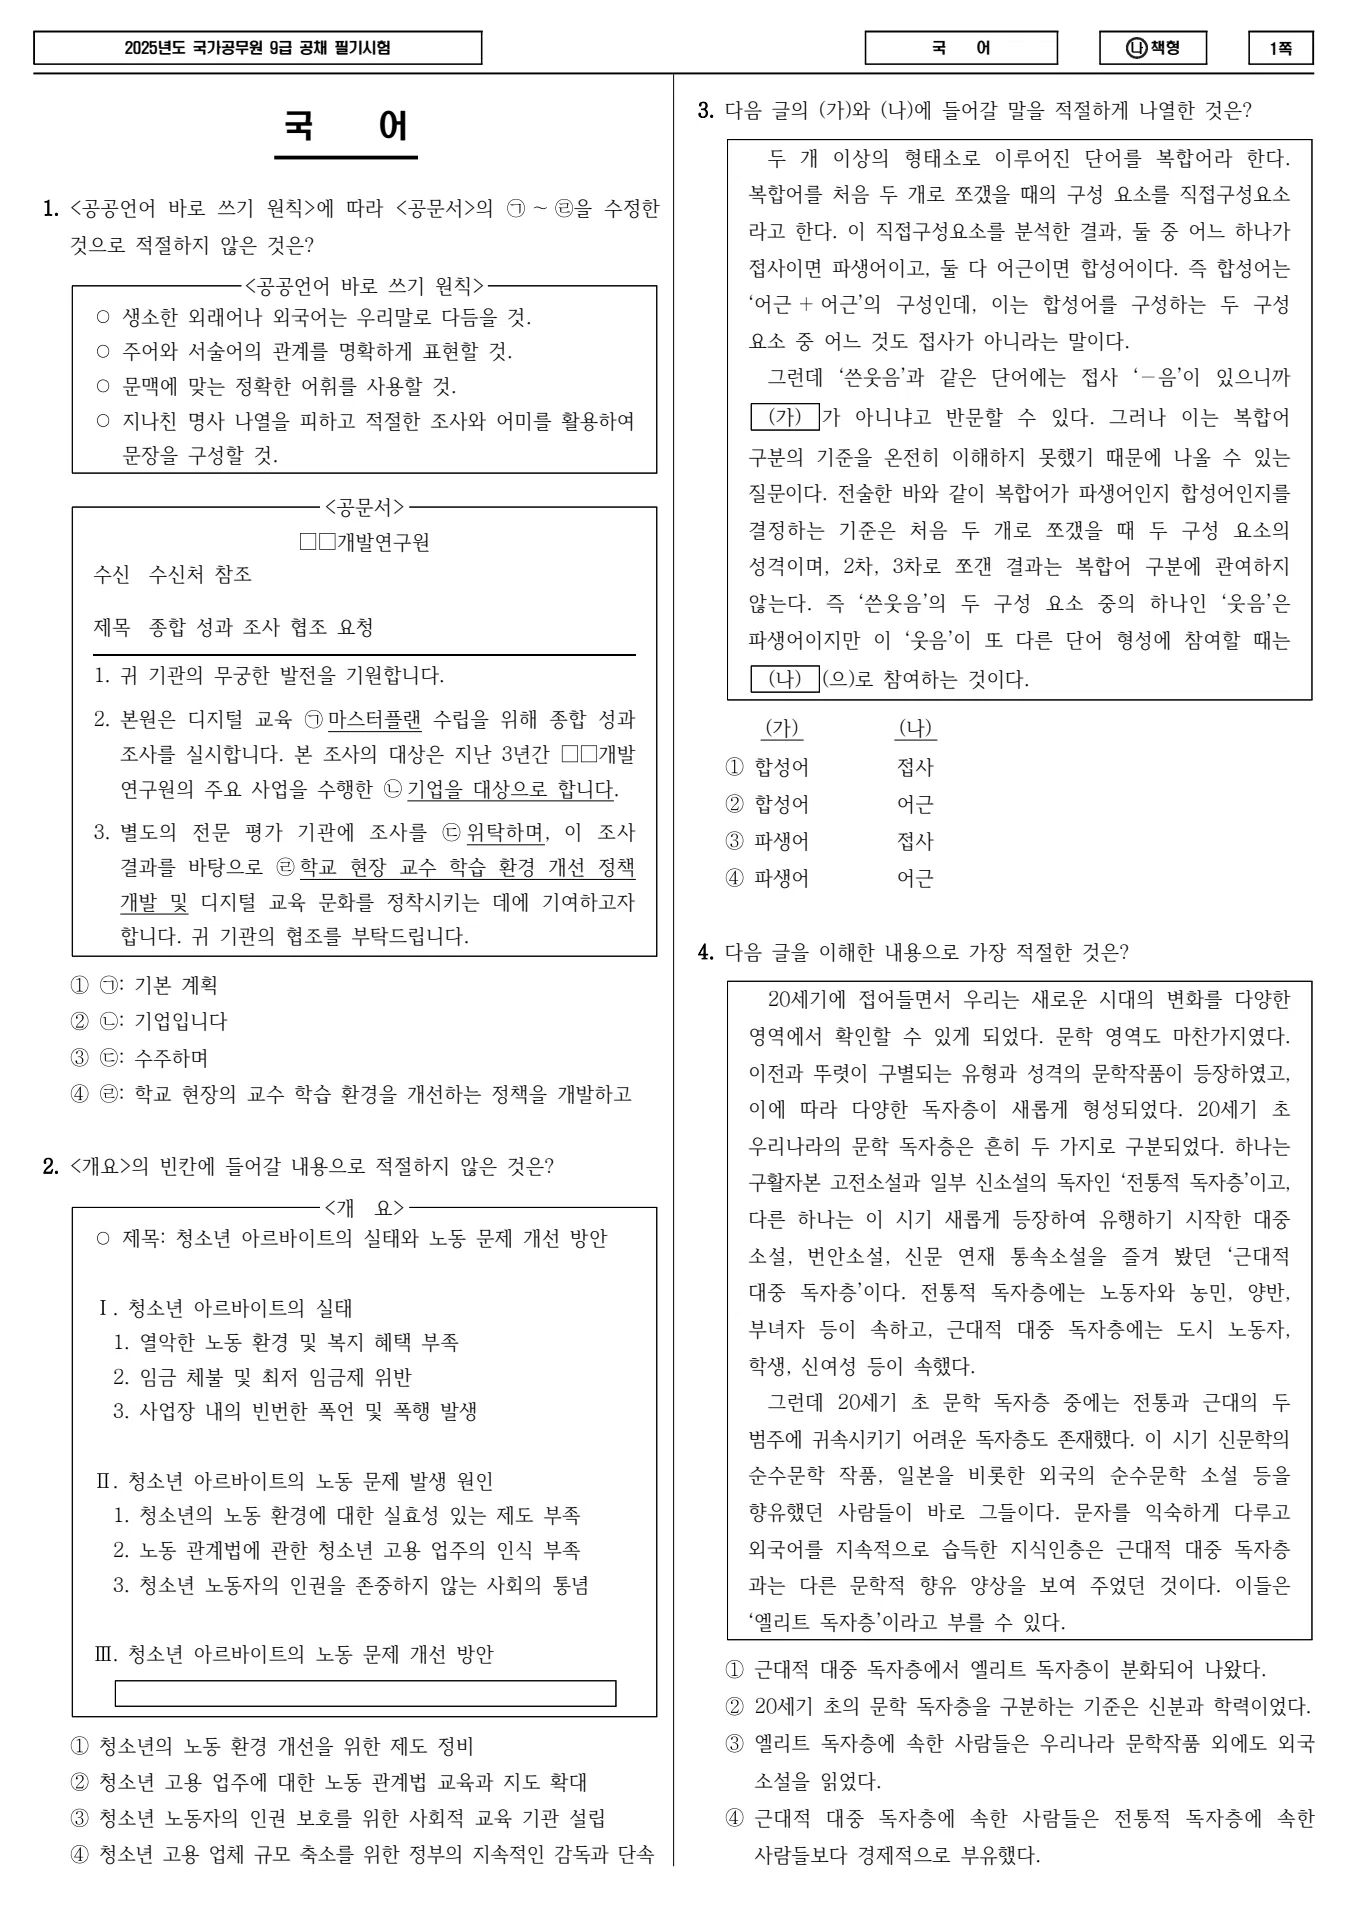 2025년도 국가공무원 9급 공채 필기시험
국 어
㉯책형
1쪽
국 어
1. <공공언어 바로 쓰기 원칙>에 따라 <공문서>의 ㉠ ~ ㉣을 수정한
것으로 적절하지 않은 것은?
<공공언어 바로 쓰기 원칙>
○ 생소한 외래어나 외국어는 우리말로 다듬을 것.
○ 주어와 서술어의 관계를 명확하게 표현할 것.
○ 문맥에 맞는 정확한 어휘를 사용할 것.
○ 지나친 명사 나열을 피하고 적절한 조사와 어미를 활용하여
문장을 구성할 것.
<공문서>
□□개발연구원
수신 수신처 참조
제목 종합 성과 조사 협조 요청
1. 귀 기관의 무궁한 발전을 기원합니다.
2. 본원은 디지털 교육 ㉠마스터플랜 수립을 위해 종합 성과
조사를 실시합니다. 본 조사의 대상은 지난 3년간 □□개발
연구원의 주요 사업을 수행한 ㉡기업을 대상으로 합니다.
3. 별도의 전문 평가 기관에 조사를 ㉢위탁하며, 이 조사
결과를 바탕으로 ㉣학교 현장 교수 학습 환경 개선 정책
개발 및 디지털 교육 문화를 정착시키는 데에 기여하고자
합니다. 귀 기관의 협조를 부탁드립니다.
① ㉠: 기본 계획
② ㉡: 기업입니다
③ ㉢: 수주하며
④ ㉣: 학교 현장의 교수 학습 환경을 개선하는 정책을 개발하고
2. <개요>의 빈칸에 들어갈 내용으로 적절하지 않은 것은?
<개 요>
○ 제목: 청소년 아르바이트의 실태와 노동 문제 개선 방안
Ⅰ. 청소년 아르바이트의 실태
1. 열악한 노동 환경 및 복지 혜택 부족
2. 임금 체불 및 최저 임금제 위반
3. 사업장 내의 빈번한 폭언 및 폭행 발생
Ⅱ. 청소년 아르바이트의 노동 문제 발생 원인
1. 청소년의 노동 환경에 대한 실효성 있는 제도 부족
2. 노동 관계법에 관한 청소년 고용 업주의 인식 부족
3. 청소년 노동자의 인권을 존중하지 않는 사회의 통념
Ⅲ. 청소년 아르바이트의 노동 문제 개선 방안
① 청소년의 노동 환경 개선을 위한 제도 정비
② 청소년 고용 업주에 대한 노동 관계법 교육과 지도 확대
③ 청소년 노동자의 인권 보호를 위한 사회적 교육 기관 설립
④ 청소년 고용 업체 규모 축소를 위한 정부의 지속적인 감독과 단속
3. 다음 글의 (가)와 (나)에 들어갈 말을 적절하게 나열한 것은?
두 개 이상의 형태소로 이루어진 단어를 복합어라 한다.
복합어를 처음 두 개로 쪼갰을 때의 구성 요소를 직접구성요소
라고 한다. 이 직접구성요소를 분석한 결과, 둘 중 어느 하나가
접사이면 파생어이고, 둘 다 어근이면 합성어이다. 즉 합성어는
‘어근 + 어근’의 구성인데, 이는 합성어를 구성하는 두 구성
요소 중 어느 것도 접사가 아니라는 말이다.
그런데 ‘쓴웃음’과 같은 단어에는 접사 ‘－음’이 있으니까
(가) 가 아니냐고 반문할 수 있다. 그러나 이는 복합어
구분의 기준을 온전히 이해하지 못했기 때문에 나올 수 있는
질문이다. 전술한 바와 같이 복합어가 파생어인지 합성어인지를
결정하는 기준은 처음 두 개로 쪼갰을 때 두 구성 요소의
성격이며, 2차, 3차로 쪼갠 결과는 복합어 구분에 관여하지
않는다. 즉 ‘쓴웃음’의 두 구성 요소 중의 하나인 ‘웃음’은
파생어이지만 이 ‘웃음’이 또 다른 단어 형성에 참여할 때는
(나) (으)로 참여하는 것이다.
(가) (나)
① 합성어 접사
② 합성어 어근
③ 파생어 접사
④ 파생어 어근
4. 다음 글을 이해한 내용으로 가장 적절한 것은?
20세기에 접어들면서 우리는 새로운 시대의 변화를 다양한
영역에서 확인할 수 있게 되었다. 문학 영역도 마찬가지였다.
이전과 뚜렷이 구별되는 유형과 성격의 문학작품이 등장하였고,
이에 따라 다양한 독자층이 새롭게 형성되었다. 20세기 초
우리나라의 문학 독자층은 흔히 두 가지로 구분되었다. 하나는
구활자본 고전소설과 일부 신소설의 독자인 ‘전통적 독자층’이고,
다른 하나는 이 시기 새롭게 등장하여 유행하기 시작한 대중
소설, 번안소설, 신문 연재 통속소설을 즐겨 봤던 ‘근대적
대중 독자층’이다. 전통적 독자층에는 노동자와 농민, 양반,
부녀자 등이 속하고, 근대적 대중 독자층에는 도시 노동자,
학생, 신여성 등이 속했다.
그런데 20세기 초 문학 독자층 중에는 전통과 근대의 두
범주에 귀속시키기 어려운 독자층도 존재했다. 이 시기 신문학의
순수문학 작품, 일본을 비롯한 외국의 순수문학 소설 등을
향유했던 사람들이 바로 그들이다. 문자를 익숙하게 다루고
외국어를 지속적으로 습득한 지식인층은 근대적 대중 독자층
과는 다른 문학적 향유 양상을 보여 주었던 것이다. 이들은
‘엘리트 독자층’이라고 부를 수 있다.
① 근대적 대중 독자층에서 엘리트 독자층이 분화되어 나왔다.
② 20세기 초의 문학 독자층을 구분하는 기준은 신분과 학력이었다.
③ 엘리트 독자층에 속한 사람들은 우리나라 문학작품 외에도 외국
소설을 읽었다.
④ 근대적 대중 독자층에 속한 사람들은 전통적 독자층에 속한
사람들보다 경제적으로 부유했다.